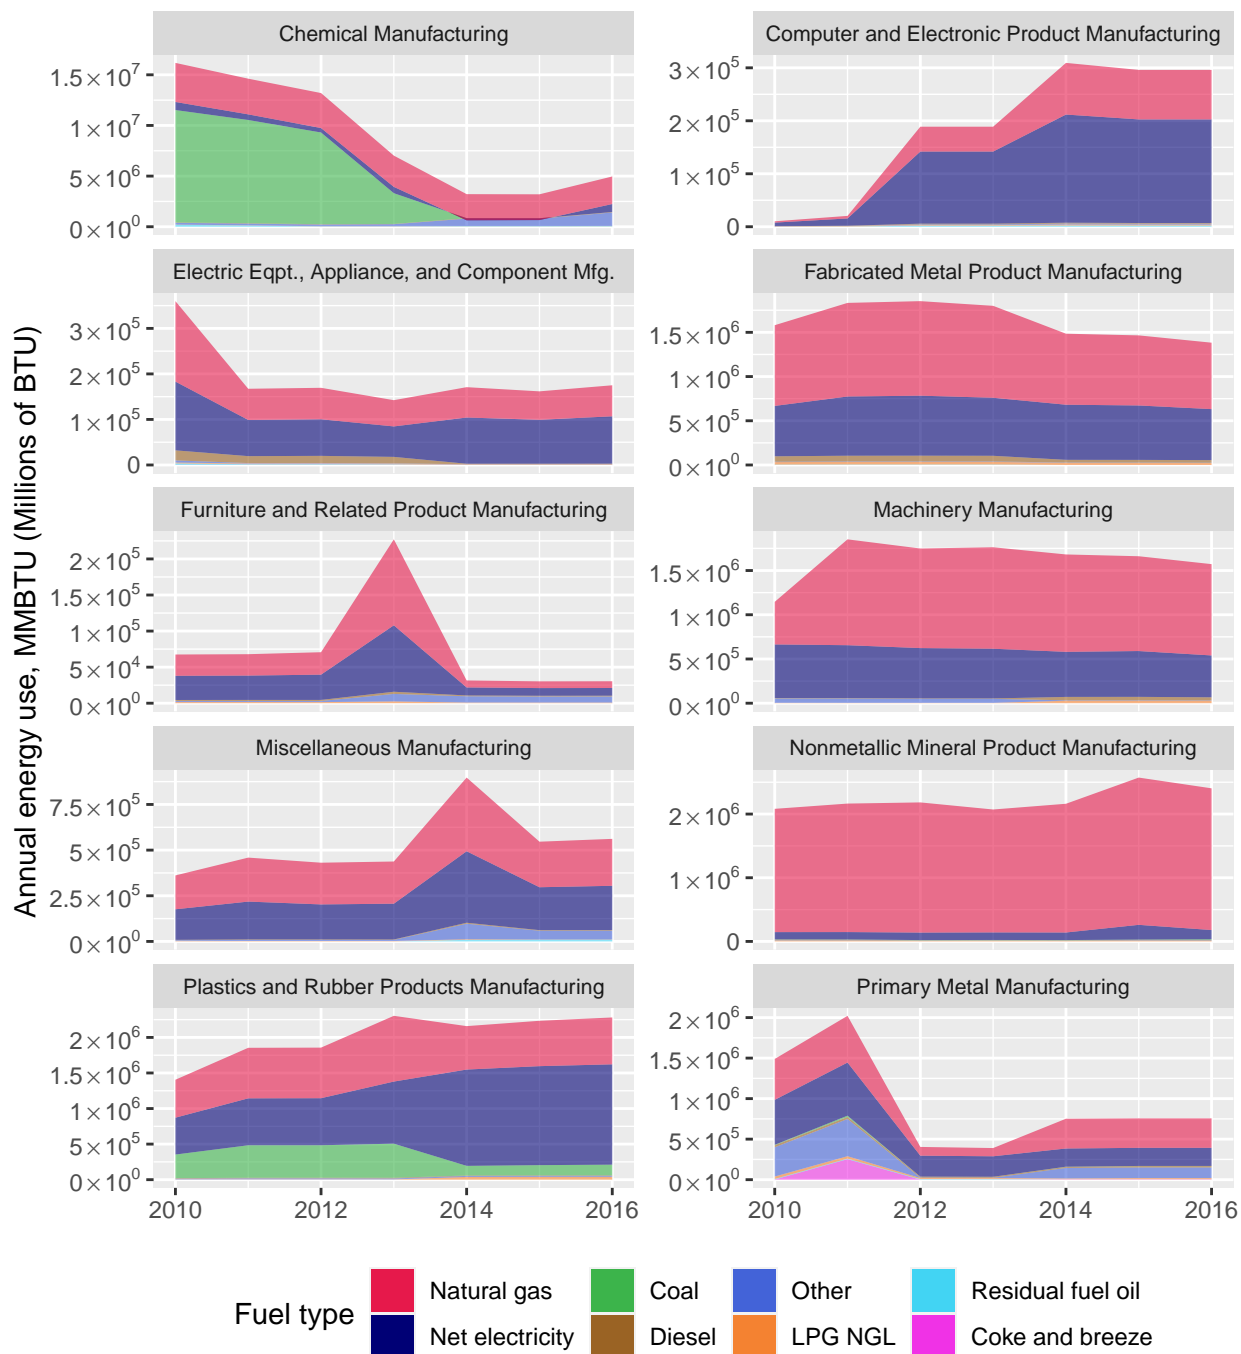 Chemical Manufacturing
Computer and Electronic Product Manufacturing
1.5×10⁷
1×10⁷
5×10⁶
0×10⁰
3×10⁵
2×10⁵
1×10⁵
0
Electric Eqpt., Appliance, and Component Mfg.
Fabricated Metal Product Manufacturing
3×10⁵
2×10⁵
1×10⁵
0
1.5×10⁶
1×10⁶
5×10⁵
0×10⁰
Furniture and Related Product Manufacturing
Machinery Manufacturing
2×10⁵
1.5×10⁵
1×10⁵
5×10⁴
0×10⁰
1.5×10⁶
1×10⁶
5×10⁵
0×10⁰
Annual energy use, MMBTU (Millions of BTU)
Miscellaneous Manufacturing
Nonmetallic Mineral Product Manufacturing
7.5×10⁵
5×10⁵
2.5×10⁵
0×10⁰
2×10⁶
1×10⁶
0
Plastics and Rubber Products Manufacturing
Primary Metal Manufacturing
2×10⁶
1.5×10⁶
1×10⁶
5×10⁵
0×10⁰
2×10⁶
1.5×10⁶
1×10⁶
5×10⁵
0×10⁰
2010 2012 2014 2016
2010 2012 2014 2016
Fuel type
Natural gas Coal Other Residual fuel oil
Net electricity Diesel LPG NGL Coke and breeze